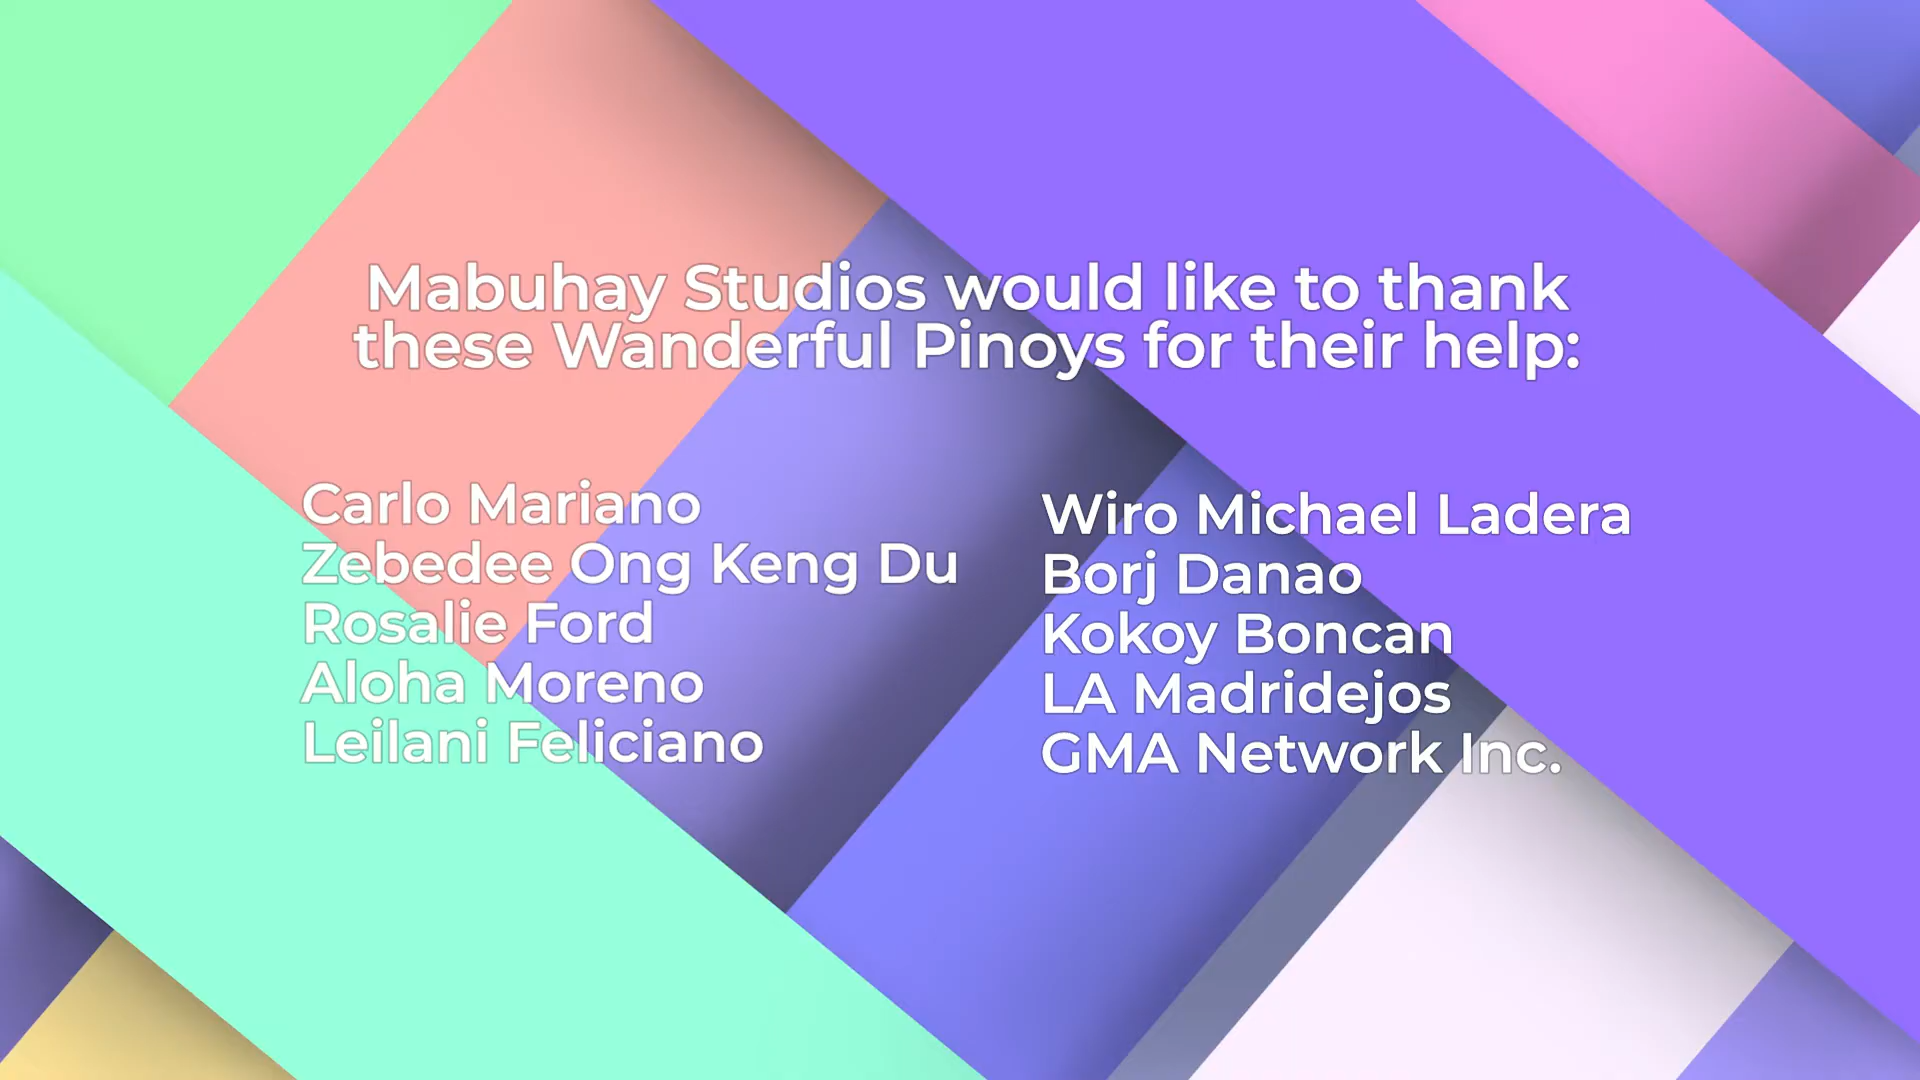 Mabuhay Studios would like to thank
these Wanderful Pinoys for their help:
Carlo Mariano
Zebedee Ong Keng Du
Rosalie Ford
Aloha Moreno
Leilani Feliciano
Wiro Michael Ladera
Borj Danao
Kokoy Boncan
LA Madridejos
GMA Network Inc.